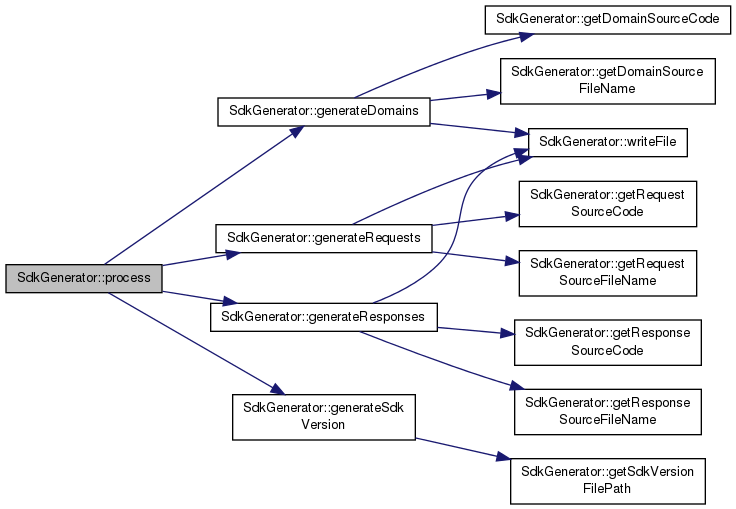 SdkGenerator::getDomainSourceCode
SdkGenerator::getDomainSource
FileName
SdkGenerator::generateDomains
SdkGenerator::writeFile
SdkGenerator::getRequest
SourceCode
SdkGenerator::generateRequests
SdkGenerator::getRequest
SourceFileName
SdkGenerator::process
SdkGenerator::generateResponses
SdkGenerator::getResponse
SourceCode
SdkGenerator::generateSdk
Version
SdkGenerator::getResponse
SourceFileName
SdkGenerator::getSdkVersion
FilePath